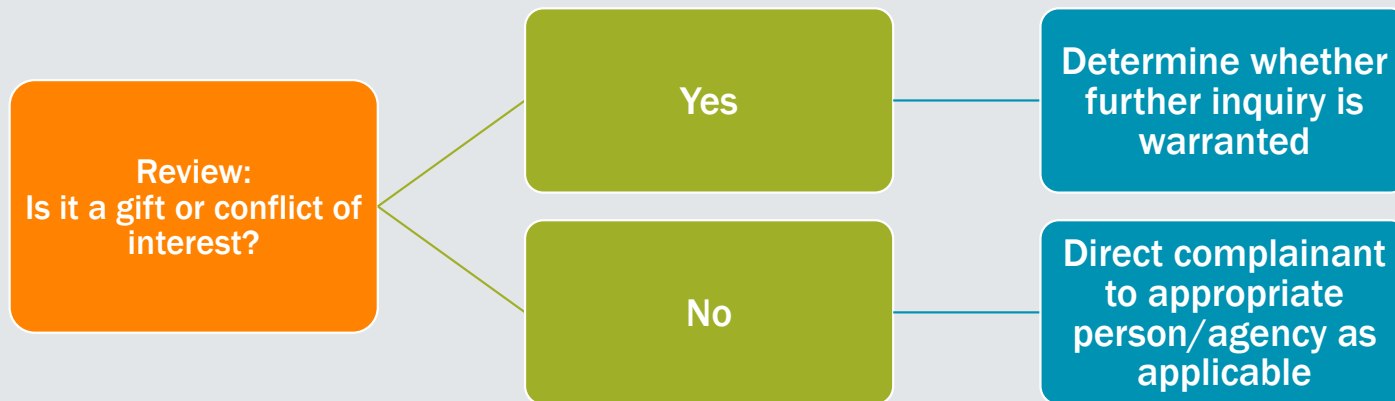 Review:
Is it a gift or conflict of
interest?
Yes
Determine whether
further inquiry is
warranted
No
Direct complainant
to appropriate
person/agency as
applicable